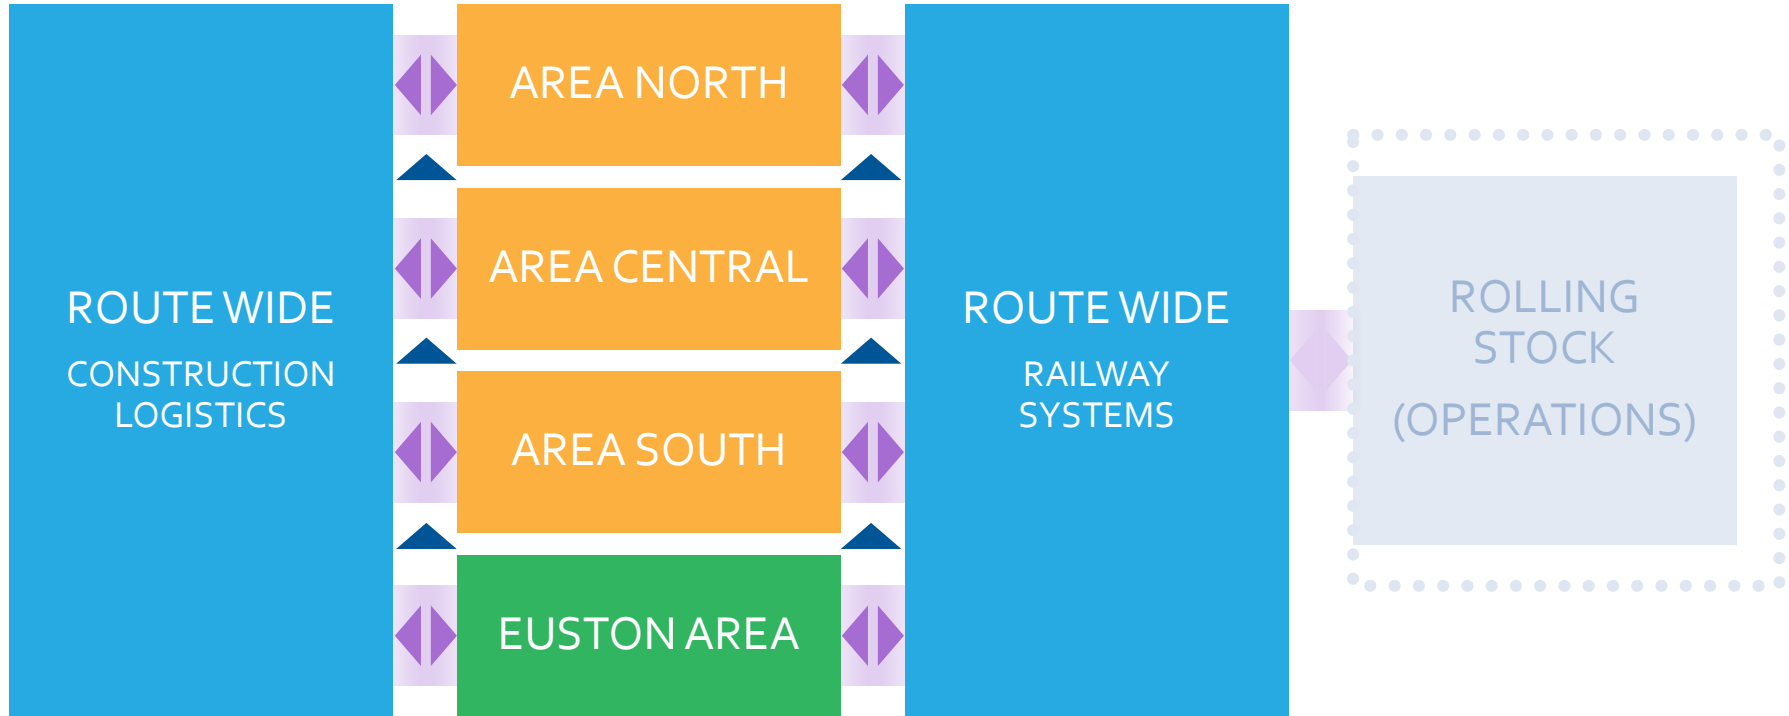 ROUTE WIDE
CONSTRUCTION
LOGISTICS
AREA NORTH
AREA CENTRAL
AREA SOUTH
EUSTON AREA
ROUTE WIDE
RAILWAY
SYSTEMS
ROLLING
STOCK
(OPERATIONS)